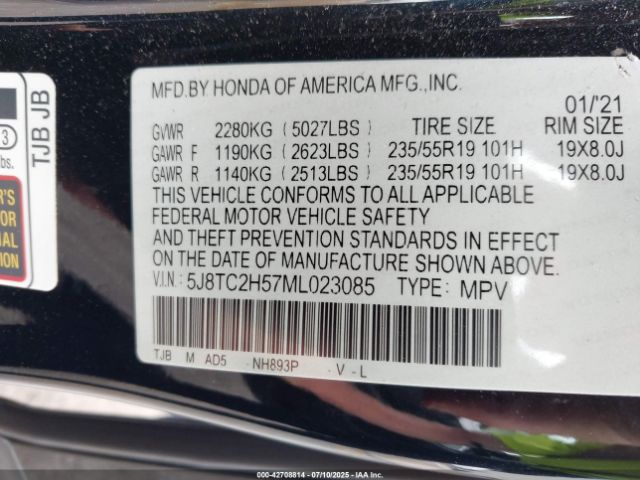 MFD.BY HONDA OF AMERICA MFG.,INC.
01/'21
GVWR 2280KG (5027LBS) TIRE SIZE RIM SIZE
GAWR F 1190KG (2623LBS) 235/55R19 101H 19X8.0J
GAWR R 1140KG (2513LBS) 235/55R19 101H 19X8.0J
THIS VEHICLE CONFORMS TO ALL APPLICABLE
FEDERAL MOTOR VEHICLE SAFETY
AND THEFT PREVENTION STANDARDS IN EFFECT
ON THE DATE OF MANUFACTURE SHOWN ABOVE.
V.I.N.: 5J8TC2H57ML023085 TYPE: MPV
TJB M AD5 NH893P V-L
TJB JB
3
lbs.
000-42708814 - 07/10/2025 - IAA Inc.